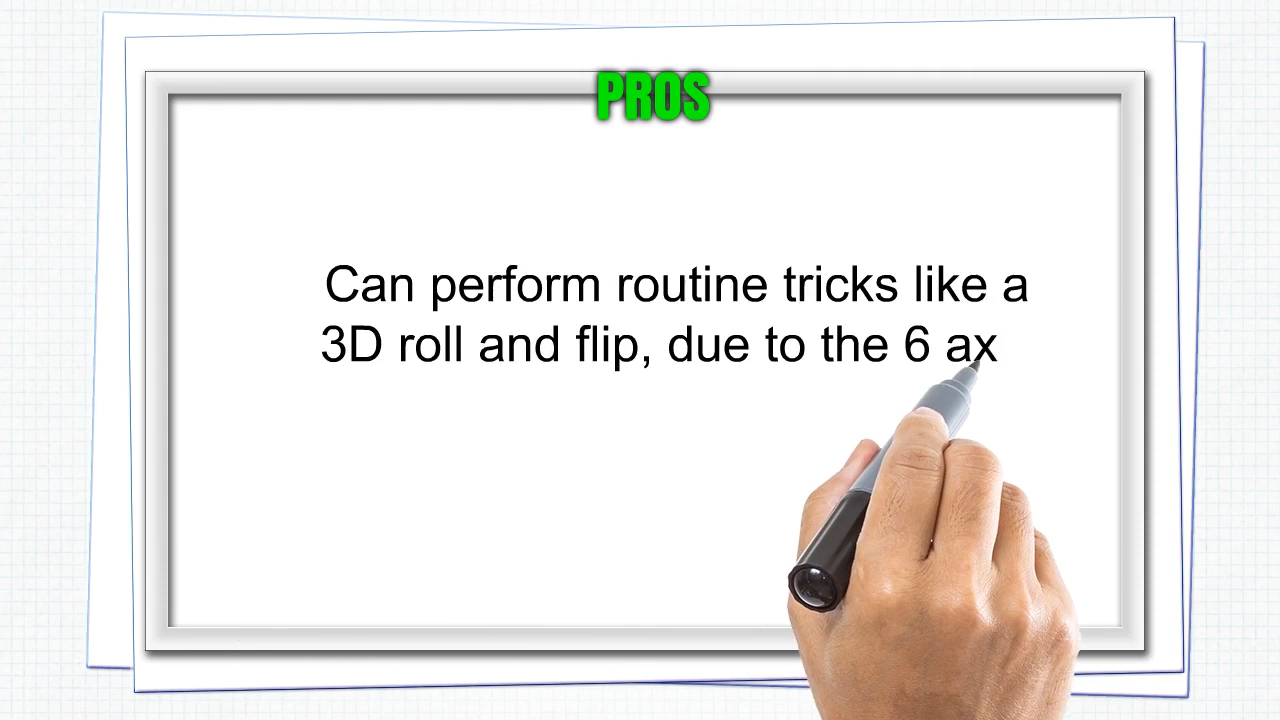 PROS
Can perform routine tricks like a
3D roll and flip, due to the 6 ax